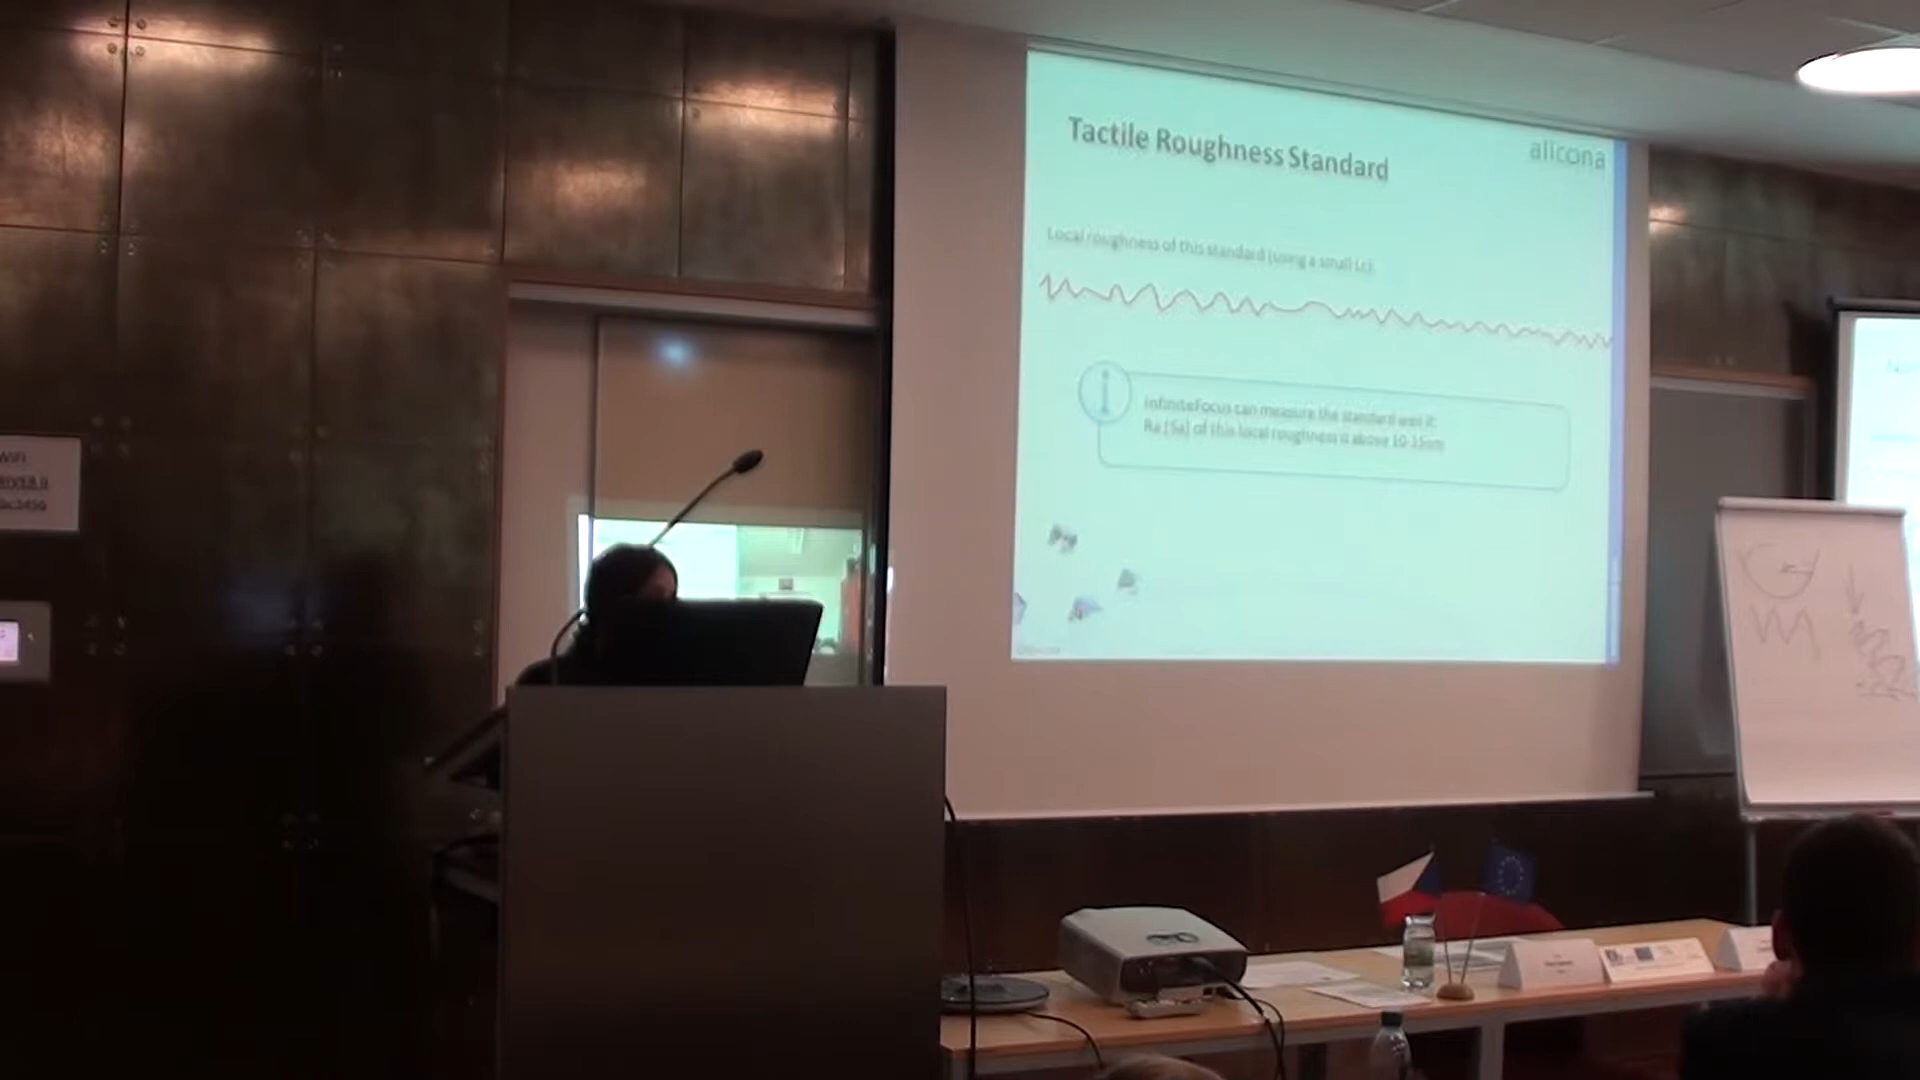 Tactile Roughness Standard
alicona
Local roughness of this standard (using a small Lc).
InfiniteFocus can measure the standard well if:
Ra (Sa) of this local roughness is above 10-15nm
WiFi